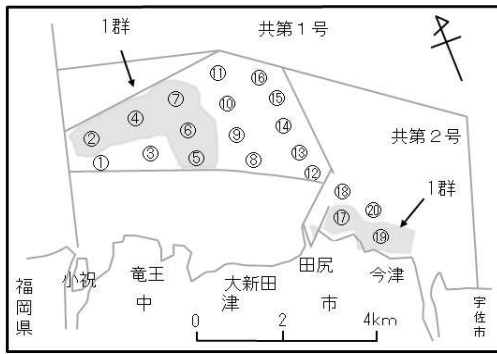 共第1号
1群
⑪
⑯
⑦
⑩
⑮
④
⑥
⑭
②
⑨
共第2号
①
③
⑤
⑧
⑬
⑫
⑱
1群
⑰
⑳
⑲
福岡県
小祝
竜王
大新田
田尻
今津
中
津
市
宇佐市
0
2
4km